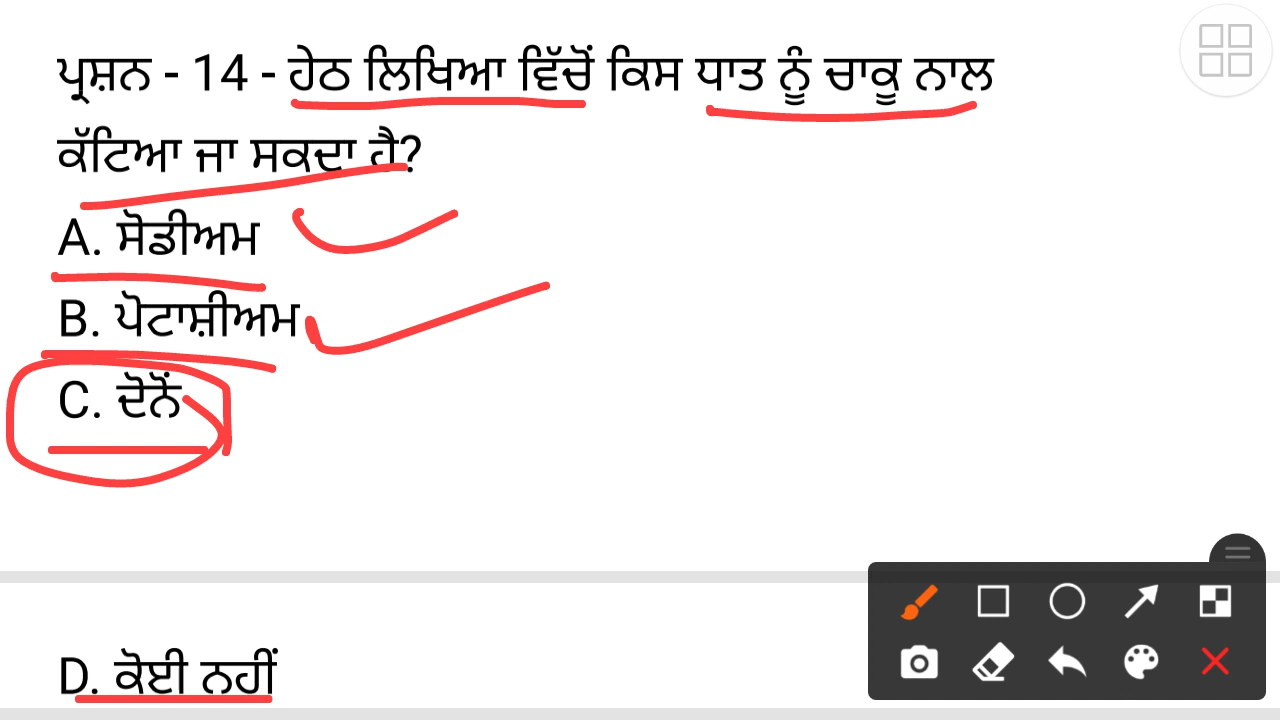 ਪ੍ਰਸ਼ਨ - 14 - ਹੇਠ ਲਿਖਿਆ ਵਿੱਚੋਂ ਕਿਸ ਧਾਤ ਨੂੰ ਚਾਕੂ ਨਾਲ
ਕੱਟਿਆ ਜਾ ਸਕਦਾ ਹੈ?
A. ਸੋਡੀਅਮ
B. ਪੋਟਾਸ਼ੀਅਮ
C. ਦੋਨੋਂ
D. ਕੋਈ ਨਹੀਂ